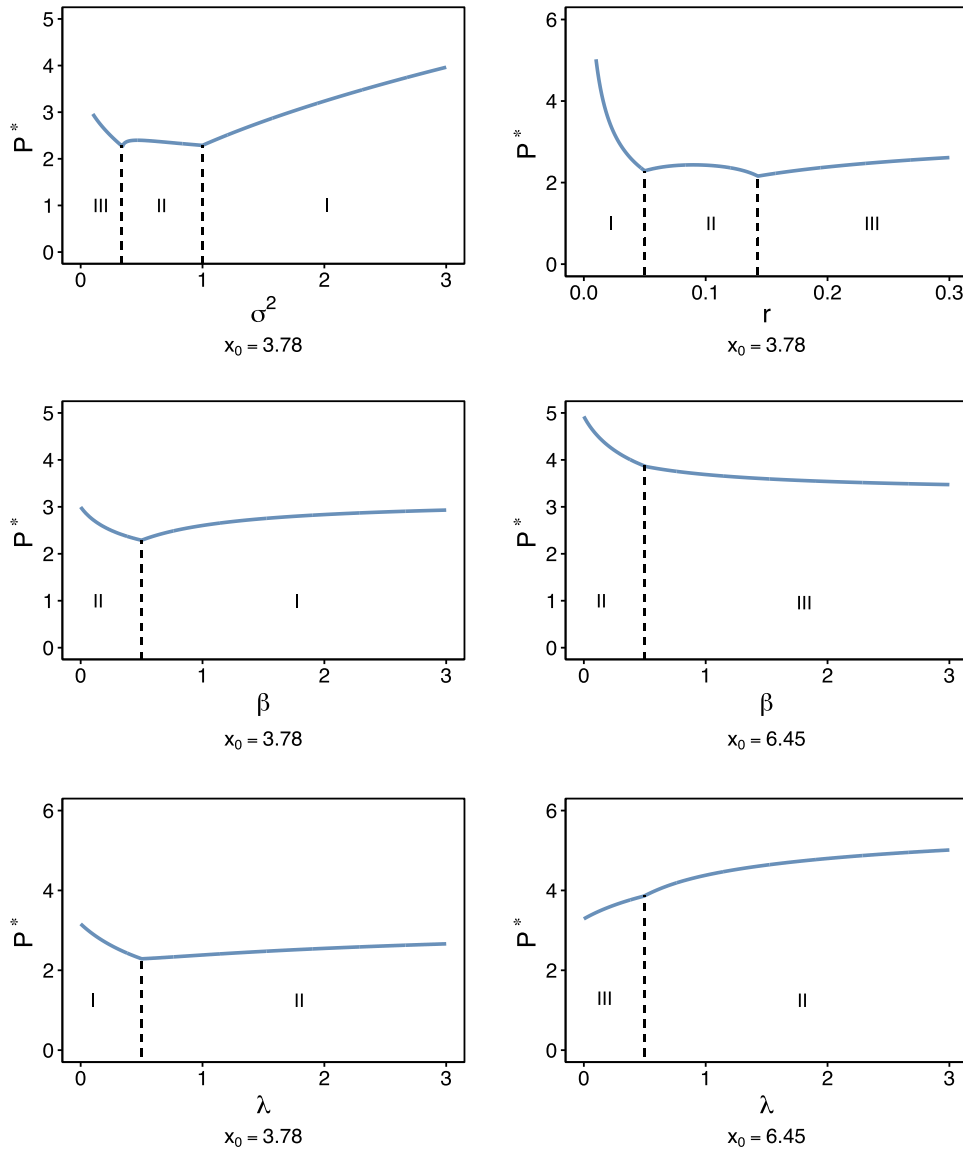 5
4
3
2
1
0
P*
III
II
I
0 1 2 3
σ²
x₀ = 3.78
6
4
2
0
P*
I
II
III
0.0 0.1 0.2 0.3
r
x₀ = 3.78
5
4
3
2
1
0
P*
II
I
0 1 2 3
β
x₀ = 3.78
5
4
3
2
1
0
P*
II
III
0 1 2 3
β
x₀ = 6.45
6
4
2
0
P*
I
II
0 1 2 3
λ
x₀ = 3.78
6
4
2
0
P*
III
II
0 1 2 3
λ
x₀ = 6.45